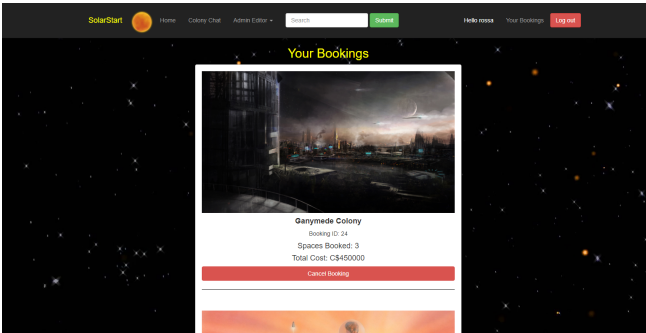 SolarStart Home Colony Chat Admin Editor Search Submit Hello rossa Your Bookings Log out
Your Bookings
Ganymede Colony
Booking ID: 24
Spaces Booked: 3
Total Cost: C$450000
Cancel Booking